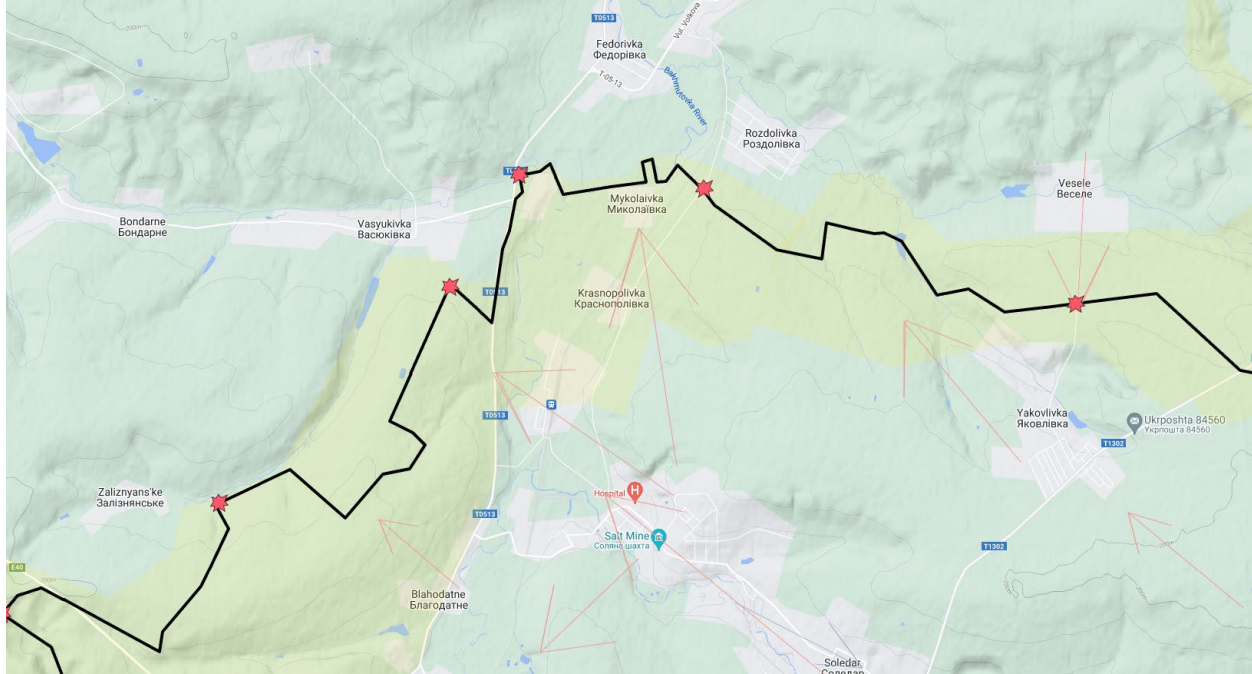 T0513
Vul. Volkova
Fedorivka
Федорівка
T-05-13
Bakhmutovka River
Rozdolivka
Роздолівка
Vesele
Веселе
Mykolaivka
Миколаївка
Bondarne
Бондарне
Vasyukivka
Васюківка
T0513
Krasnopolivka
Краснополівка
T0513
Yakovlivka
Яковлівка
Ukrposhta 84560
Укрпошта 84560
T1302
Zaliznyans'ke
Залізнянське
Hospital
H
T0513
Salt Mine
Соляна шахта
T1302
E40
Blahodatne
Благодатне
Soledar
Соледар